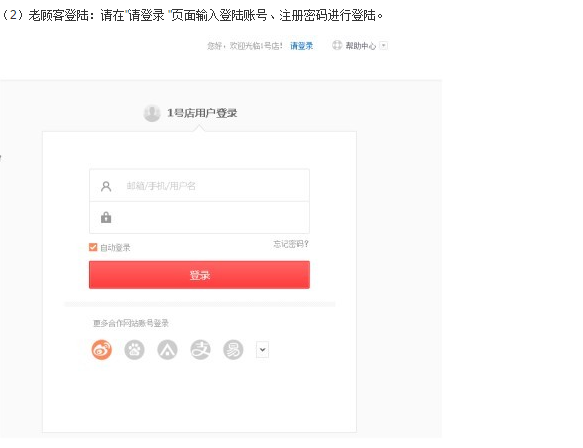 （2）老顾客登陆：请在"请登录 "页面输入登陆账号、注册密码进行登陆。
您好，欢迎光临1号店！ 请登录 帮助中心
1号店用户登录
邮箱/手机/用户名
自动登录 忘记密码?
登录
更多合作网站账号登录
支 易